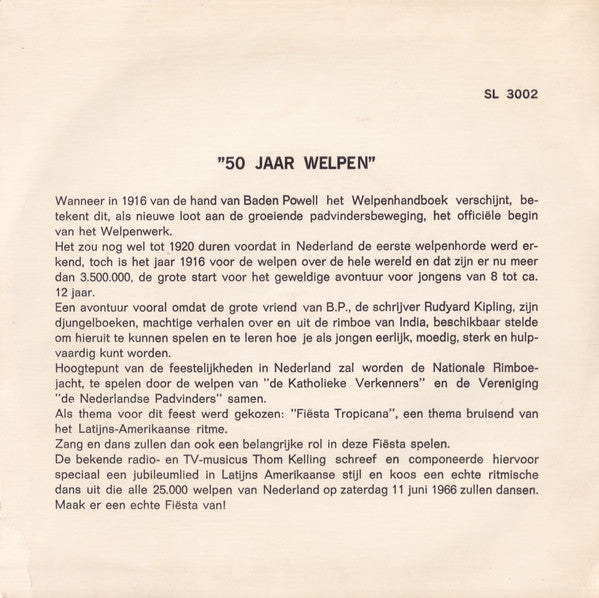 SL 3002
"50 JAAR WELPEN"
Wanneer in 1916 van de hand van Baden Powell het Welpenhandboek verschijnt, be-
tekent dit, als nieuwe loot aan de groeiende padvindersbeweging, het officiële begin
van het Welpenwerk.
Het zou nog wel tot 1920 duren voordat in Nederland de eerste welpenhorde werd er-
kend, toch is het jaar 1916 voor de welpen over de hele wereld en dat zijn er nu meer
dan 3.500.000, de grote start voor het geweldige avontuur voor jongens van 8 tot ca.
12 jaar.
Een avontuur vooral omdat de grote vriend van B.P., de schrijver Rudyard Kipling, zijn
djungelboeken, machtige verhalen over en uit de rimboe van India, beschikbaar stelde
om hieruit te kunnen spelen en te leren hoe je als jongen eerlijk, moedig, sterk en hulp-
vaardig kunt worden.
Hoogtepunt van de feestelijkheden in Nederland zal worden de Nationale Rimboe-
jacht, te spelen door de welpen van "de Katholieke Verkenners" en de Vereniging
"de Nederlandse Padvinders" samen.
Als thema voor dit feest werd gekozen: "Fiësta Tropicana", een thema bruisend van
het Latijns-Amerikaanse ritme.
Zang en dans zullen dan ook een belangrijke rol in deze Fiësta spelen.
De bekende radio- en TV-musicus Thom Kelling schreef en componeerde hiervoor
speciaal een jubileumlied in Latijns Amerikaanse stijl en koos een echte ritmische
dans uit die alle 25.000 welpen van Nederland op zaterdag 11 juni 1966 zullen dansen.
Maak er een echte Fiësta van!